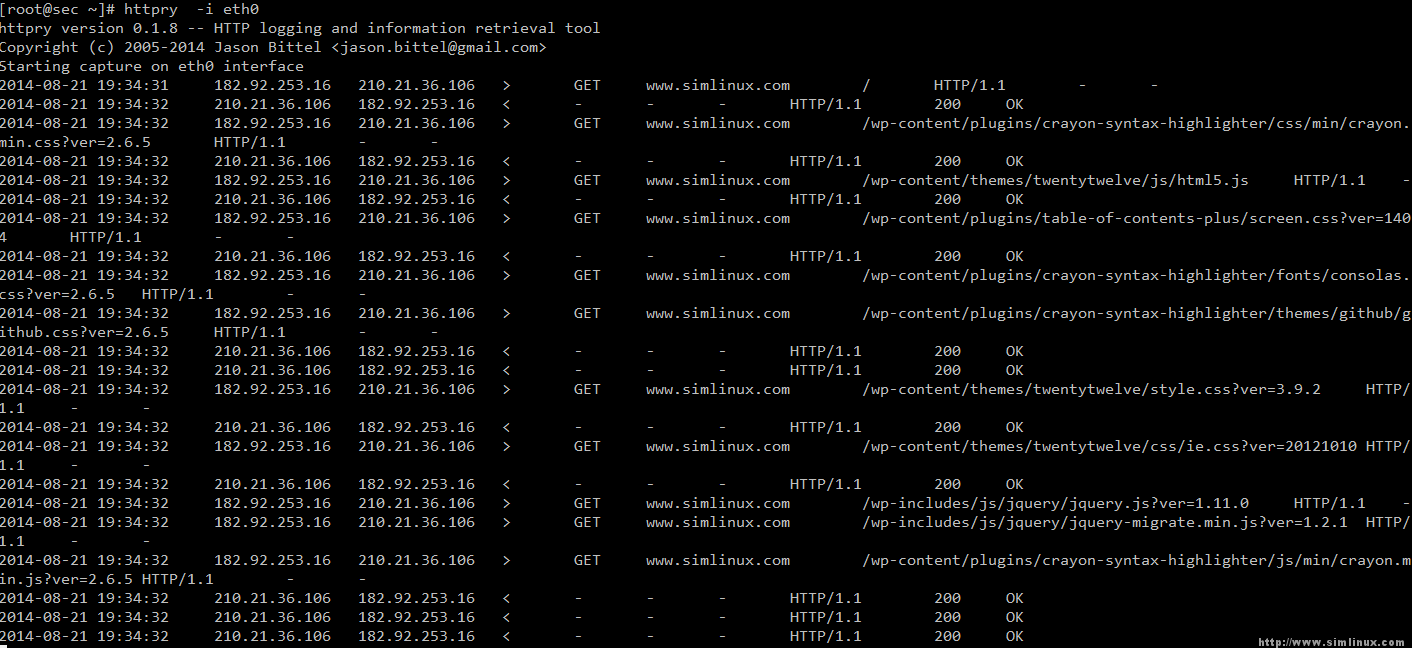 [root@sec ~]# httpry  -i eth0
httpry version 0.1.8 -- HTTP logging and information retrieval tool
Copyright (c) 2005-2014 Jason Bittel <jason.bittel@gmail.com>
Starting capture on eth0 interface
2014-08-21 19:34:31     182.92.253.16   210.21.36.106   >       GET     www.simlinux.com        /       HTTP/1.1        -       -
2014-08-21 19:34:32     210.21.36.106   182.92.253.16   <       -       -       -       HTTP/1.1        200     OK
2014-08-21 19:34:32     182.92.253.16   210.21.36.106   >       GET     www.simlinux.com        /wp-content/plugins/crayon-syntax-highlighter/css/min/crayon.
min.css?ver=2.6.5       HTTP/1.1        -       -
2014-08-21 19:34:32     210.21.36.106   182.92.253.16   <       -       -       -       HTTP/1.1        200     OK
2014-08-21 19:34:32     182.92.253.16   210.21.36.106   >       GET     www.simlinux.com        /wp-content/themes/twentytwelve/js/html5.js     HTTP/1.1    -
2014-08-21 19:34:32     210.21.36.106   182.92.253.16   <       -       -       -       HTTP/1.1        200     OK
2014-08-21 19:34:32     182.92.253.16   210.21.36.106   >       GET     www.simlinux.com        /wp-content/plugins/table-of-contents-plus/screen.css?ver=140
4       HTTP/1.1        -       -
2014-08-21 19:34:32     210.21.36.106   182.92.253.16   <       -       -       -       HTTP/1.1        200     OK
2014-08-21 19:34:32     182.92.253.16   210.21.36.106   >       GET     www.simlinux.com        /wp-content/plugins/crayon-syntax-highlighter/fonts/consolas.
css?ver=2.6.5   HTTP/1.1        -       -
2014-08-21 19:34:32     182.92.253.16   210.21.36.106   >       GET     www.simlinux.com        /wp-content/plugins/crayon-syntax-highlighter/themes/github/g
ithub.css?ver=2.6.5     HTTP/1.1        -       -
2014-08-21 19:34:32     210.21.36.106   182.92.253.16   <       -       -       -       HTTP/1.1        200     OK
2014-08-21 19:34:32     210.21.36.106   182.92.253.16   <       -       -       -       HTTP/1.1        200     OK
2014-08-21 19:34:32     182.92.253.16   210.21.36.106   >       GET     www.simlinux.com        /wp-content/themes/twentytwelve/style.css?ver=3.9.2     HTTP/
1.1     -       -
2014-08-21 19:34:32     210.21.36.106   182.92.253.16   <       -       -       -       HTTP/1.1        200     OK
2014-08-21 19:34:32     182.92.253.16   210.21.36.106   >       GET     www.simlinux.com        /wp-content/themes/twentytwelve/css/ie.css?ver=20121010 HTTP/
1.1     -       -
2014-08-21 19:34:32     210.21.36.106   182.92.253.16   <       -       -       -       HTTP/1.1        200     OK
2014-08-21 19:34:32     182.92.253.16   210.21.36.106   >       GET     www.simlinux.com        /wp-includes/js/jquery/jquery.js?ver=1.11.0     HTTP/1.1    -
2014-08-21 19:34:32     182.92.253.16   210.21.36.106   >       GET     www.simlinux.com        /wp-includes/js/jquery/jquery-migrate.min.js?ver=1.2.1  HTTP/
1.1     -       -
2014-08-21 19:34:32     182.92.253.16   210.21.36.106   >       GET     www.simlinux.com        /wp-content/plugins/crayon-syntax-highlighter/js/min/crayon.m
in.js?ver=2.6.5 HTTP/1.1        -       -
2014-08-21 19:34:32     210.21.36.106   182.92.253.16   <       -       -       -       HTTP/1.1        200     OK
2014-08-21 19:34:32     210.21.36.106   182.92.253.16   <       -       -       -       HTTP/1.1        200     OK
2014-08-21 19:34:32     210.21.36.106   182.92.253.16   <       -       -       -       HTTP/1.1        200     OK
http://www.simlinux.com